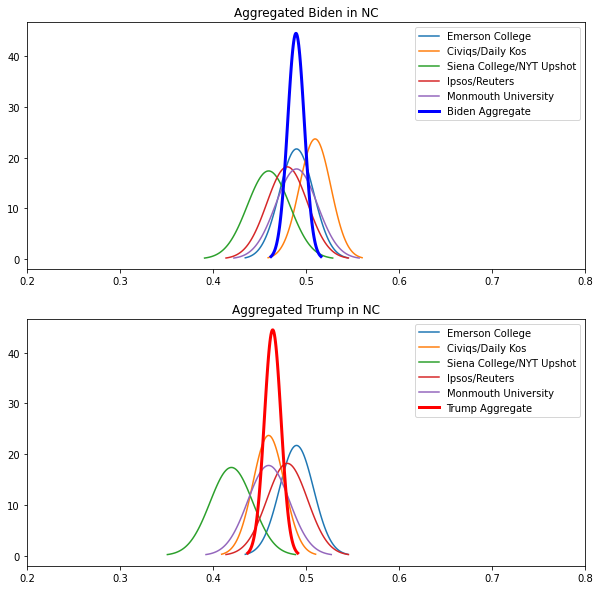 Aggregated Biden in NC
40
30
20
10
0
Emerson College
Civiqs/Daily Kos
Siena College/NYT Upshot
Ipsos/Reuters
Monmouth University
Biden Aggregate
0.2 0.3 0.4 0.5 0.6 0.7 0.8
Aggregated Trump in NC
40
30
20
10
0
Emerson College
Civiqs/Daily Kos
Siena College/NYT Upshot
Ipsos/Reuters
Monmouth University
Trump Aggregate
0.2 0.3 0.4 0.5 0.6 0.7 0.8